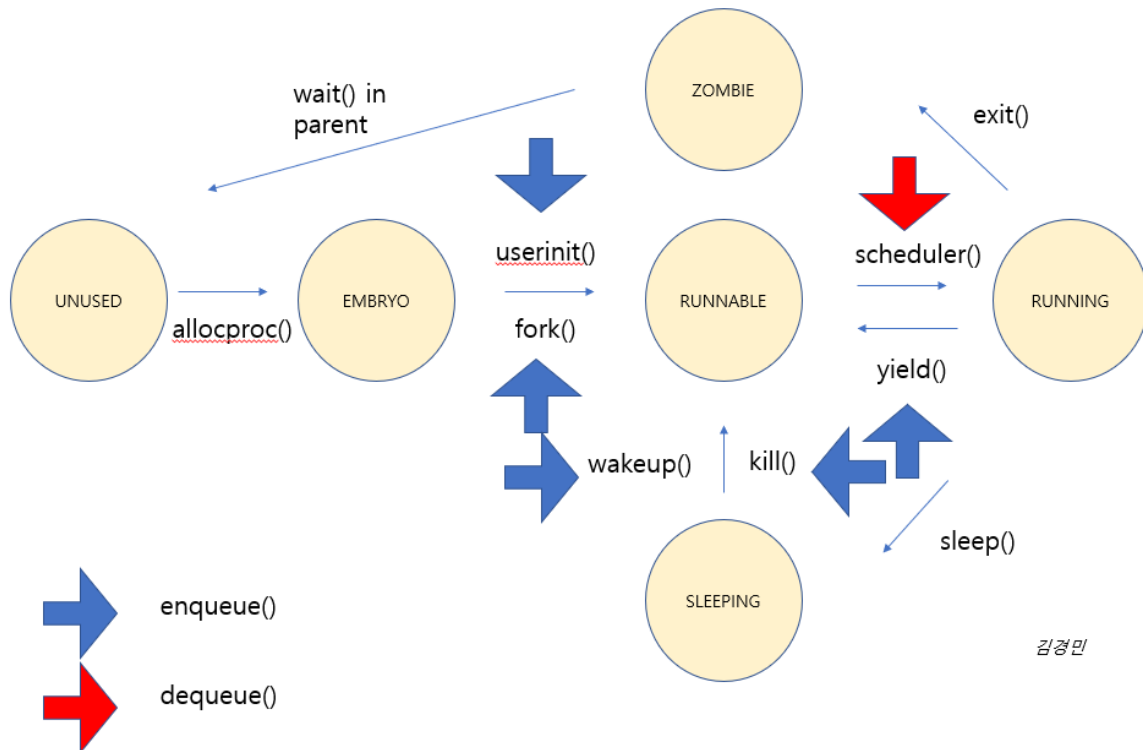 ZOMBIE
wait() in
parent
exit()
userinit()
scheduler()
UNUSED
EMBRYO
RUNNABLE
RUNNING
allocproc()
fork()
yield()
wakeup()
kill()
sleep()
SLEEPING
enqueue()
김경민
dequeue()